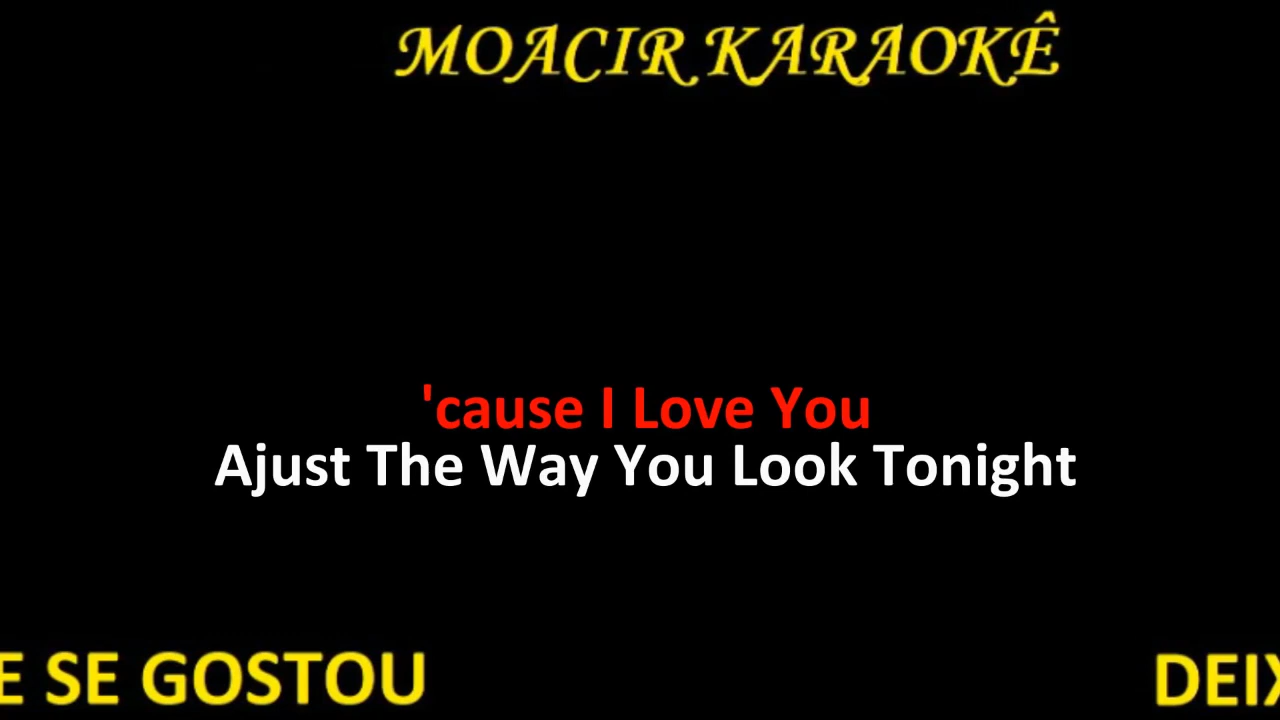 MOACIR KARAOKÊ
'cause I Love You
Ajust The Way You Look Tonight
E SE GOSTOU DEIX